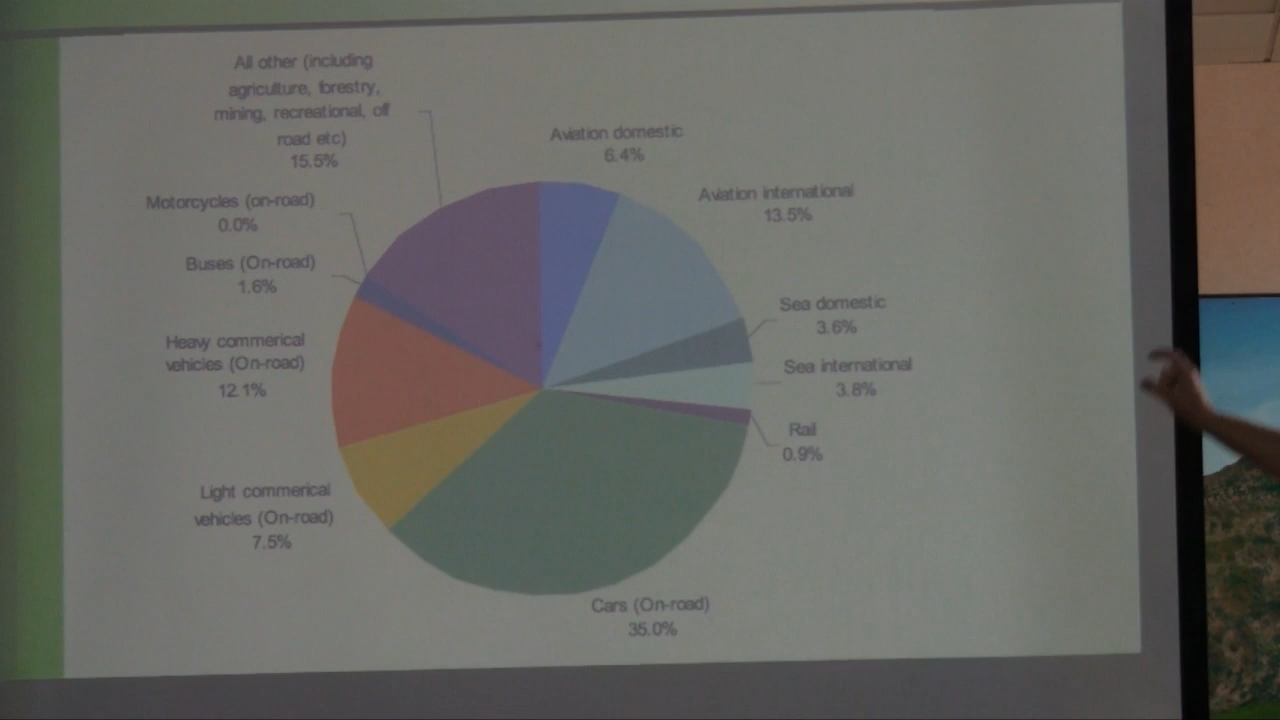 All other (including
agriculture, forestry,
mining, recreational, off
road etc)
15.5%
Aviation domestic
6.4%
Aviation international
13.5%
Motorcycles (on-road)
0.0%
Buses (On-road)
1.6%
Sea domestic
3.6%
Heavy commerical
vehicles (On-road)
12.1%
Sea international
3.8%
Rail
0.9%
Light commerical
vehicles (On-road)
7.5%
Cars (On-road)
35.0%